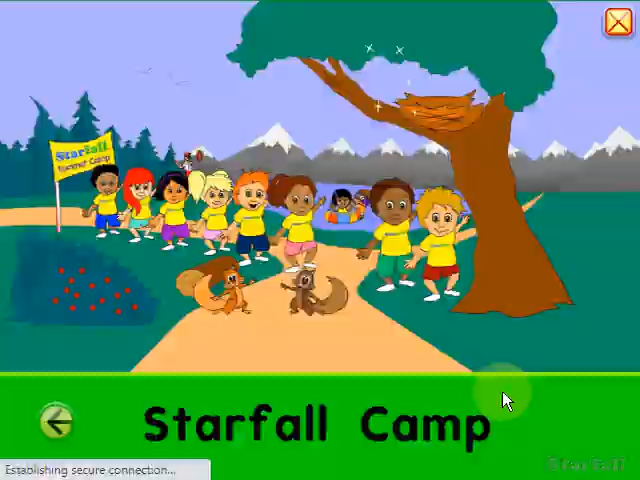 Starfall
Summer Camp
Starfall Camp
Establishing secure connection...
Starfall